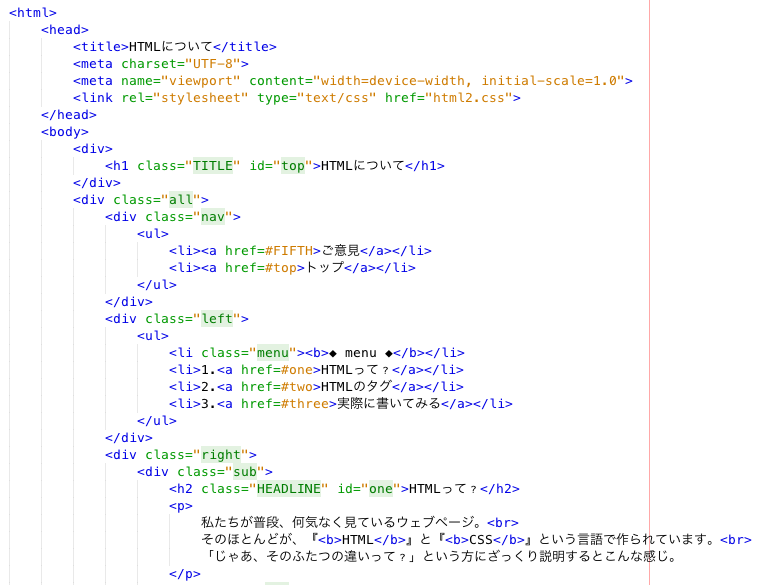 <html>
<head>
<title>HTMLについて</title>
<meta charset="UTF-8">
<meta name="viewport" content="width=device-width, initial-scale=1.0">
<link rel="stylesheet" type="text/css" href="html2.css">
</head>
<body>
<div>
<h1 class="TITLE" id="top">HTMLについて</h1>
</div>
<div class="all">
<div class="nav">
<ul>
<li><a href=#FIFTH>ご意見</a></li>
<li><a href=#top>トップ</a></li>
</ul>
</div>
<div class="left">
<ul>
<li class="menu"><b>◆ menu ◆</b></li>
<li>1.<a href=#one>HTMLって？</a></li>
<li>2.<a href=#two>HTMLのタグ</a></li>
<li>3.<a href=#three>実際に書いてみる</a></li>
</ul>
</div>
<div class="right">
<div class="sub">
<h2 class="HEADLINE" id="one">HTMLって？</h2>
<p>
私たちが普段、何気なく見ているウェブページ。<br>
そのほとんどが、『<b>HTML</b>』と『<b>CSS</b>』という言語で作られています。<br>
「じゃあ、そのふたつの違いって？」という方にざっくり説明するとこんな感じ。
</p>